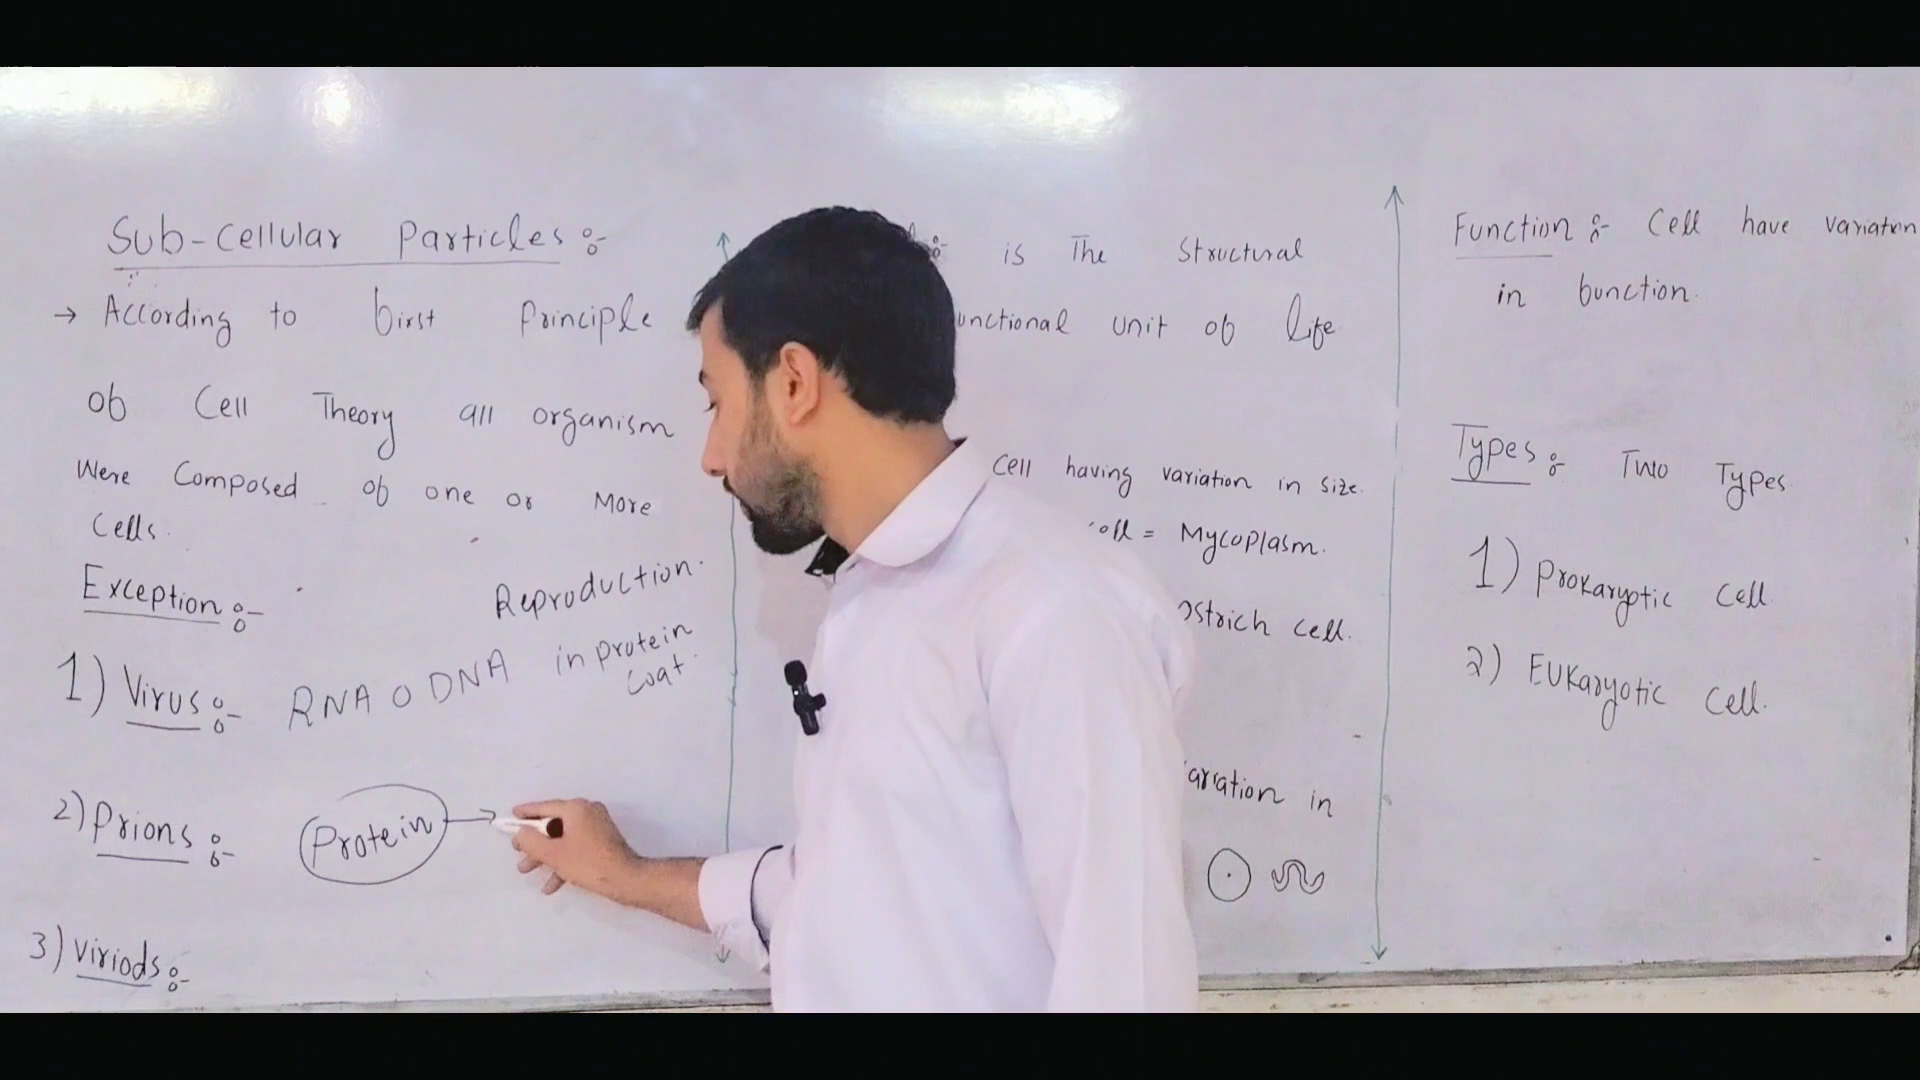 Sub-Cellular Particles :-
→ According to first Principle
of Cell Theory all organism
Were Composed of one or More
Cells.
Exception :-
Reproduction.
1) Virus :- RNA o DNA in protein
coat.
2) Prions :- Protein →
3) Viriods :-
is The Structural
unctional unit of life
Cell having variation in size.
= Mycoplasm.
ostrich cell.
ariation in
Function :- Cell have variation
in function.
Types :- Two Types
1) Prokaryotic Cell
2) Eukaryotic Cell.